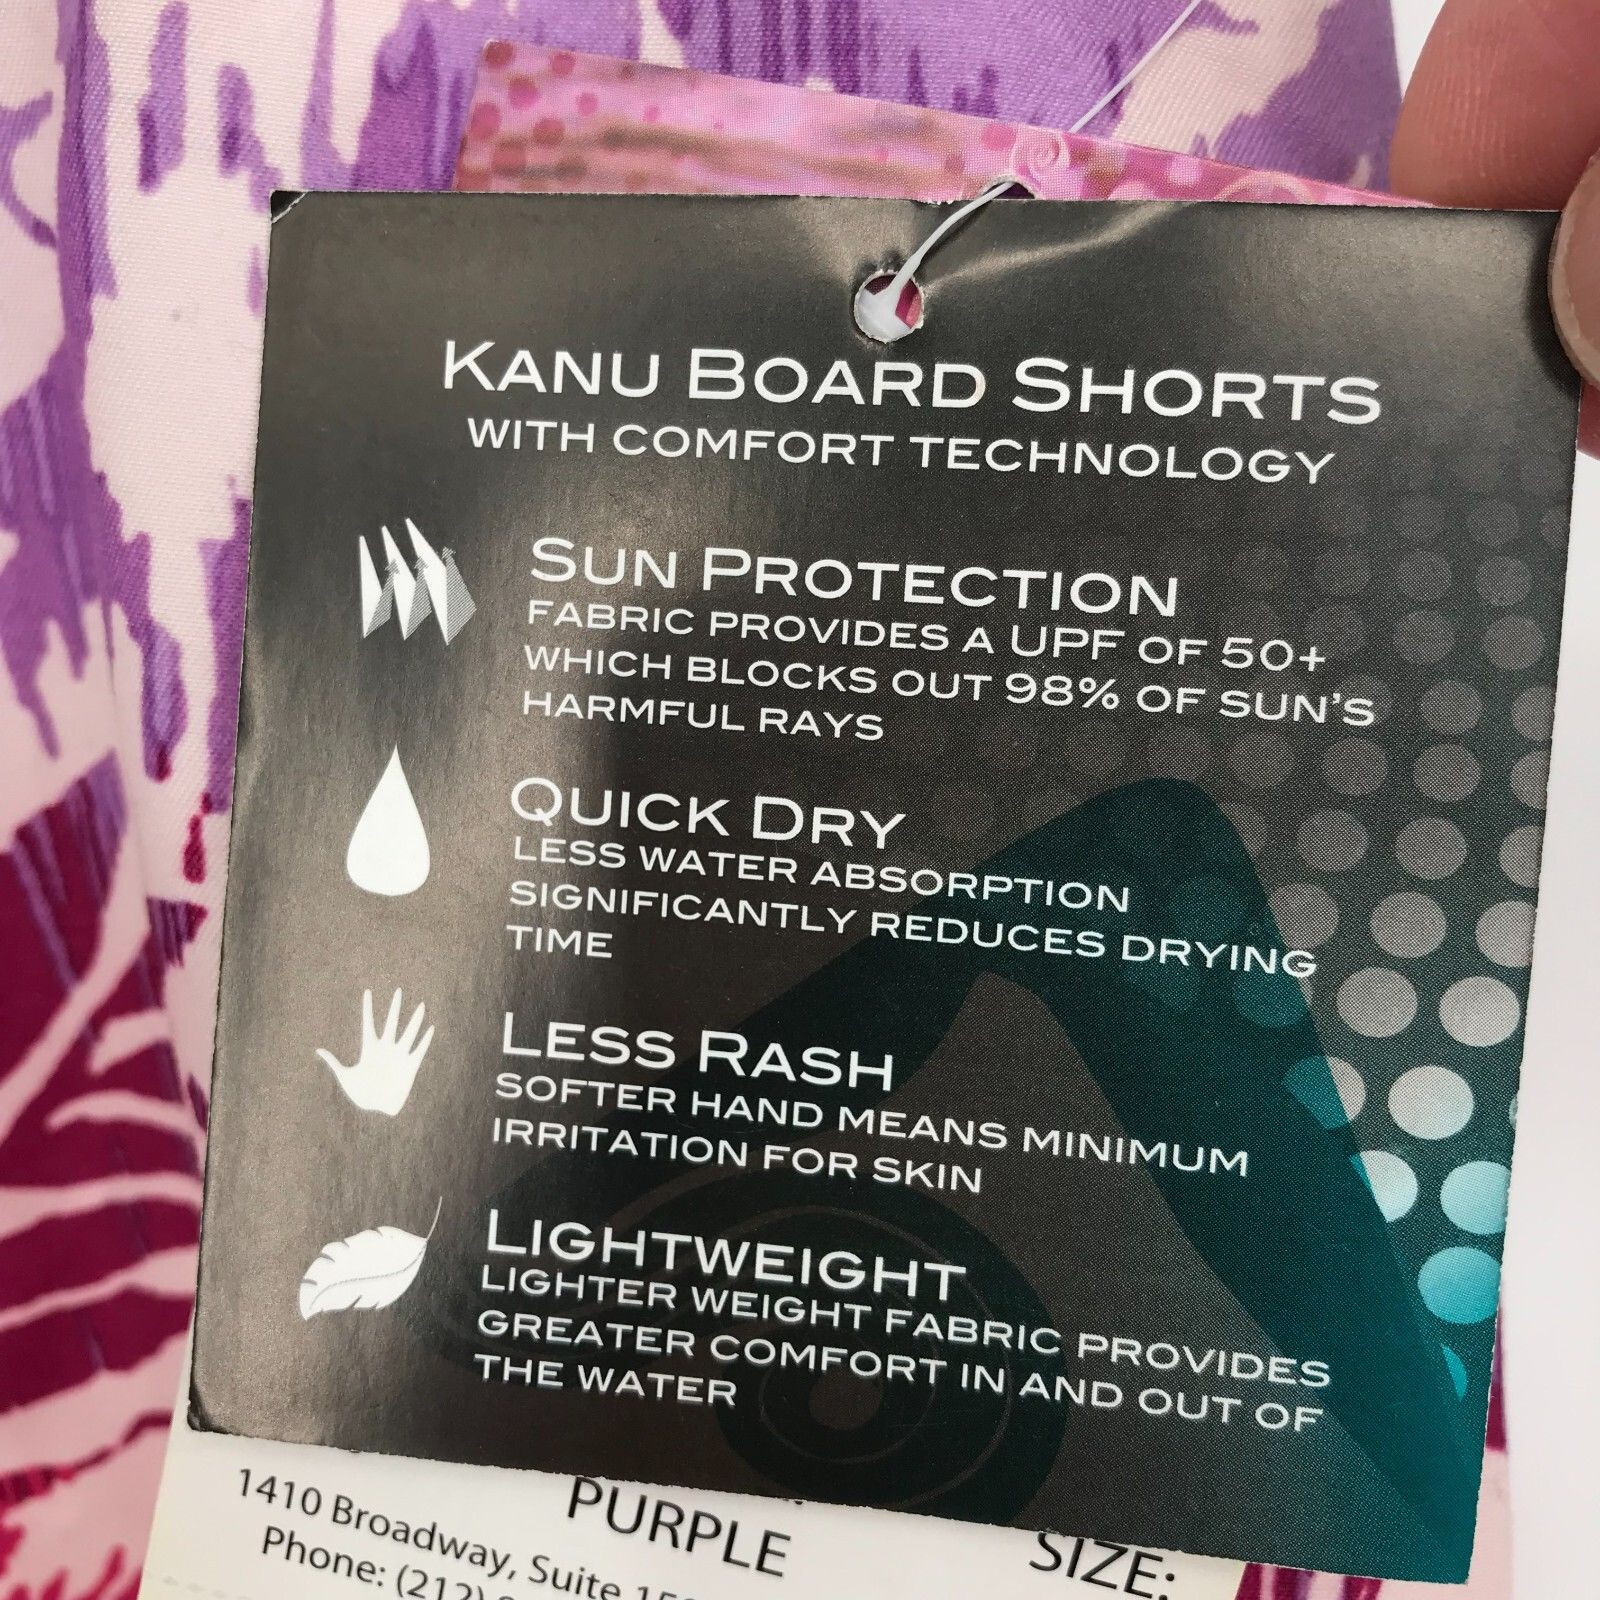 KANU BOARD SHORTS
WITH COMFORT TECHNOLOGY
SUN PROTECTION
FABRIC PROVIDES A UPF OF 50+
WHICH BLOCKS OUT 98% OF SUN'S
HARMFUL RAYS
QUICK DRY
LESS WATER ABSORPTION
SIGNIFICANTLY REDUCES DRYING
TIME
LESS RASH
SOFTER HAND MEANS MINIMUM
IRRITATION FOR SKIN
LIGHTWEIGHT
LIGHTER WEIGHT FABRIC PROVIDES
GREATER COMFORT IN AND OUT OF
THE WATER
PURPLE
SIZE:
1410 Broadway, Suite
Phone: (212)